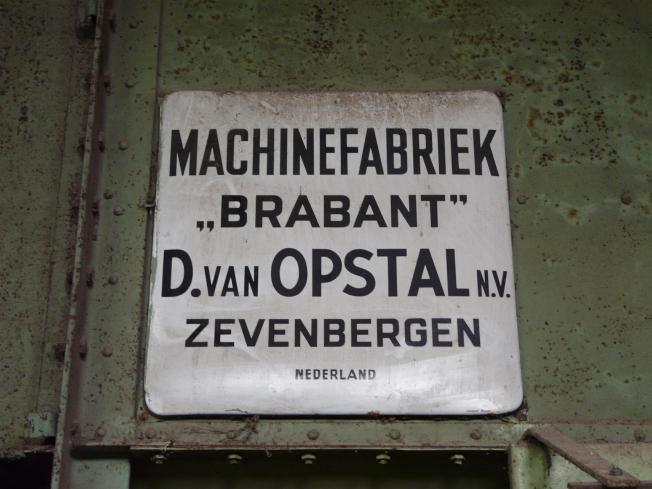 MACHINEFABRIEK
„BRABANT”
D. VAN OPSTAL N.V.
ZEVENBERGEN
NEDERLAND